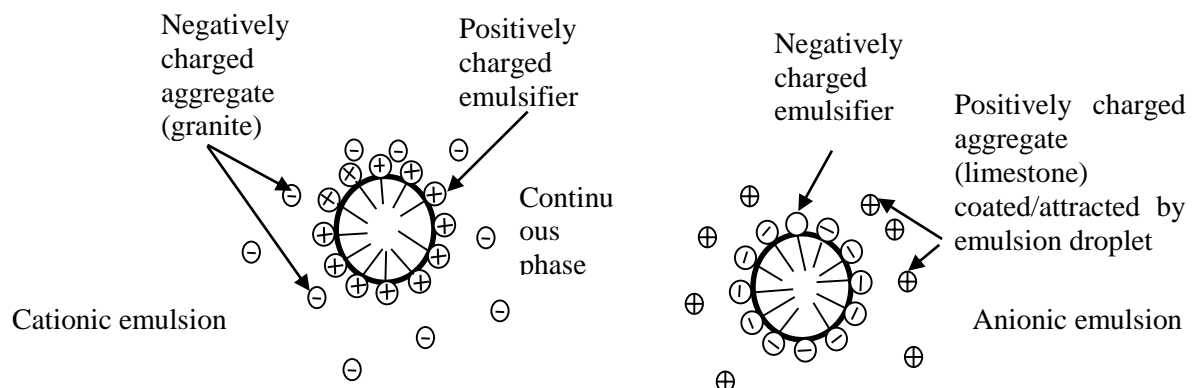 Negatively
charged
aggregate
(granite)
Positively
charged
emulsifier
Continu
ous
phase
Cationic emulsion
Negatively
charged
emulsifier
Positively charged
aggregate
(limestone)
coated/attracted by
emulsion droplet
Anionic emulsion